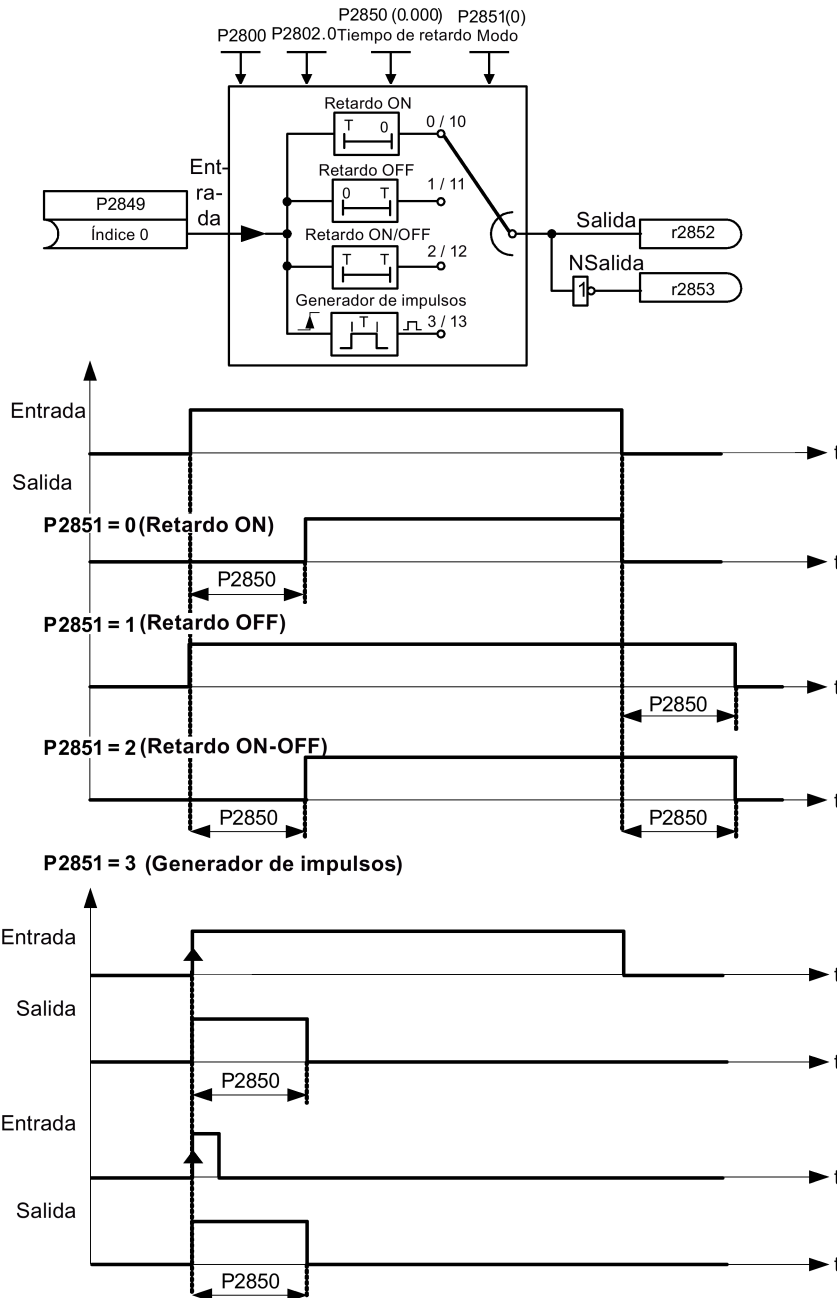 P2800 P2802.0 P2850 (0.000) P2851(0)
Tiempo de retardo Modo
Retardo ON
T 0
0 / 10
Ent-
ra-
da
Retardo OFF
0 T
1 / 11
P2849
Índice 0
Retardo ON/OFF
T T
2 / 12
Salida
r2852
NSalida
1
r2853
Generador de impulsos
T
3 / 13
Entrada
t
Salida
P2851 = 0 (Retardo ON)
t
P2850
P2851 = 1 (Retardo OFF)
t
P2850
P2851 = 2 (Retardo ON-OFF)
t
P2850 P2850
P2851 = 3 (Generador de impulsos)
Entrada
t
Salida
t
P2850
Entrada
t
Salida
t
P2850